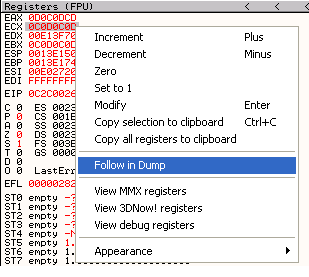 Registers (FPU) < < <
EAX 0D0C0DCD
ECX 0C0D0C0D
EDX 00E13F70
EBX 0C0D0C0D
ESP 0013E150
EBP 0013E174
ESI 00E02720
EDI FFFFFFFF
EIP 0C2C0026
C 0 ES 0023
P 0 CS 001B
A 0 SS 0023
Z 0 DS 0023
S 1 FS 003B
T 0 GS 0000
D 0
O 0 LastErr
EFL 00000282
ST0 empty -?
ST1 empty -?
ST2 empty -?
ST3 empty -?
ST4 empty -N
ST5 empty 1.
ST6 empty 1.
ST7 empty 1.
Increment Plus
Decrement Minus
Zero
Set to 1
Modify Enter
Copy selection to clipboard Ctrl+C
Copy all registers to clipboard
Follow in Dump
View MMX registers
View 3DNow! registers
View debug registers
Appearance